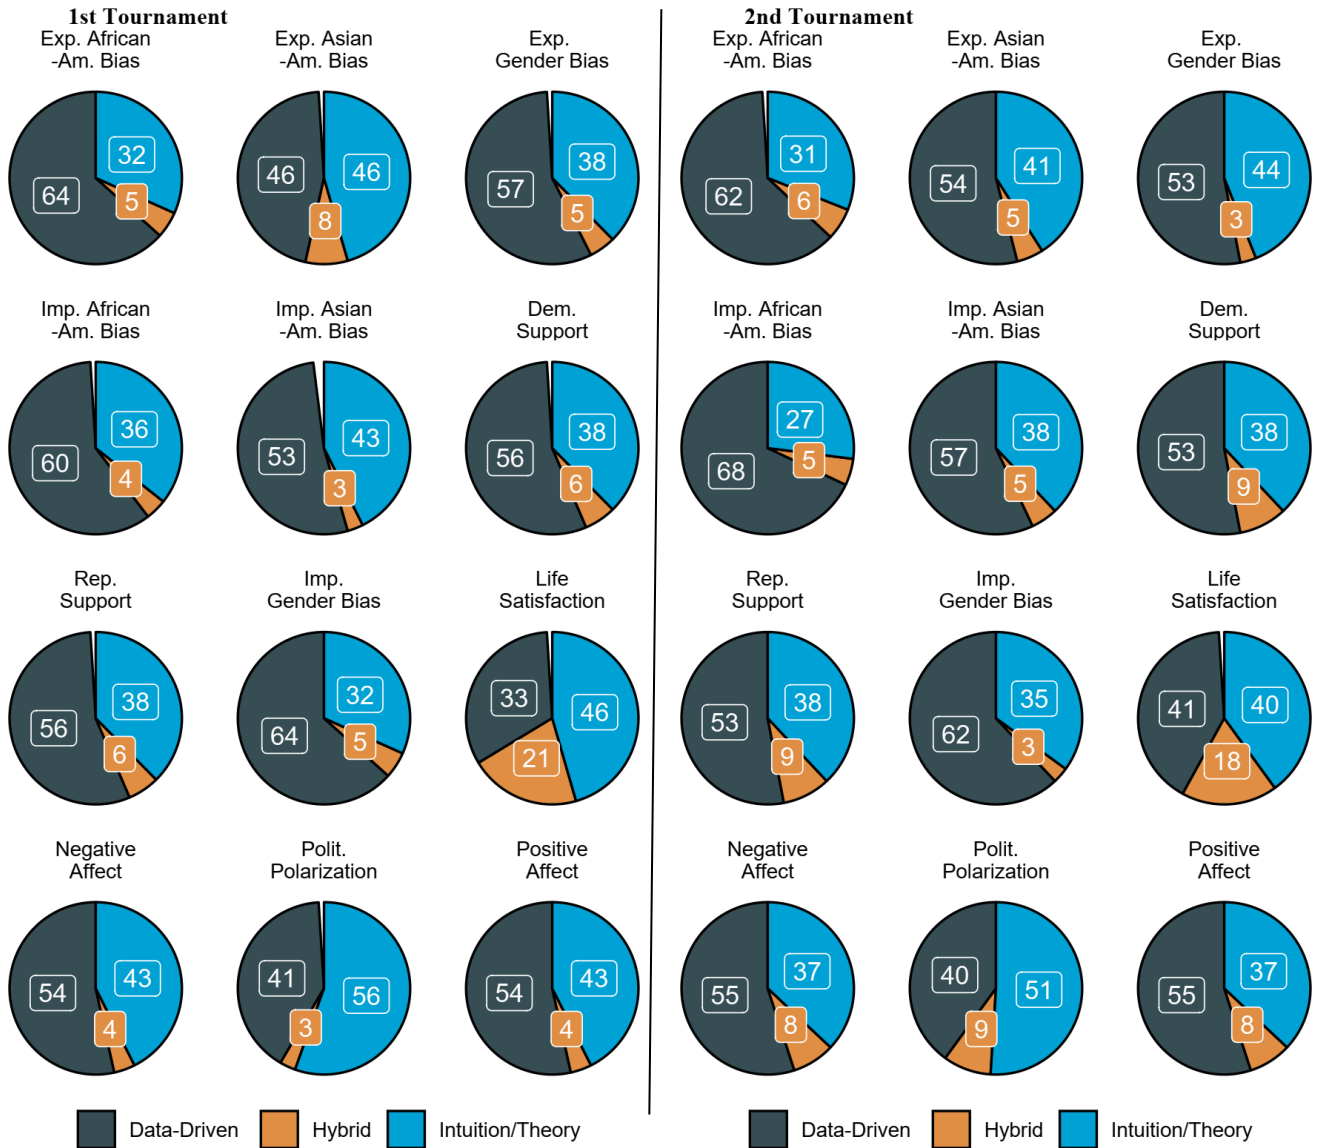 1st Tournament
2nd Tournament
Exp. African
-Am. Bias
Exp. Asian
-Am. Bias
Exp.
Gender Bias
Exp. African
-Am. Bias
Exp. Asian
-Am. Bias
Exp.
Gender Bias
32
5
64
46
8
46
38
5
57
31
6
62
41
5
54
44
3
53
Imp. African
-Am. Bias
Imp. Asian
-Am. Bias
Dem.
Support
Imp. African
-Am. Bias
Imp. Asian
-Am. Bias
Dem.
Support
36
4
60
43
3
53
38
6
56
27
5
68
38
5
57
38
9
53
Rep.
Support
Imp.
Gender Bias
Life
Satisfaction
Rep.
Support
Imp.
Gender Bias
Life
Satisfaction
38
6
56
32
5
64
46
21
33
38
9
53
35
3
62
40
18
41
Negative
Affect
Polit.
Polarization
Positive
Affect
Negative
Affect
Polit.
Polarization
Positive
Affect
43
4
54
56
3
41
43
4
54
37
8
55
51
9
40
37
8
55
Data-Driven
Hybrid
Intuition/Theory
Data-Driven
Hybrid
Intuition/Theory